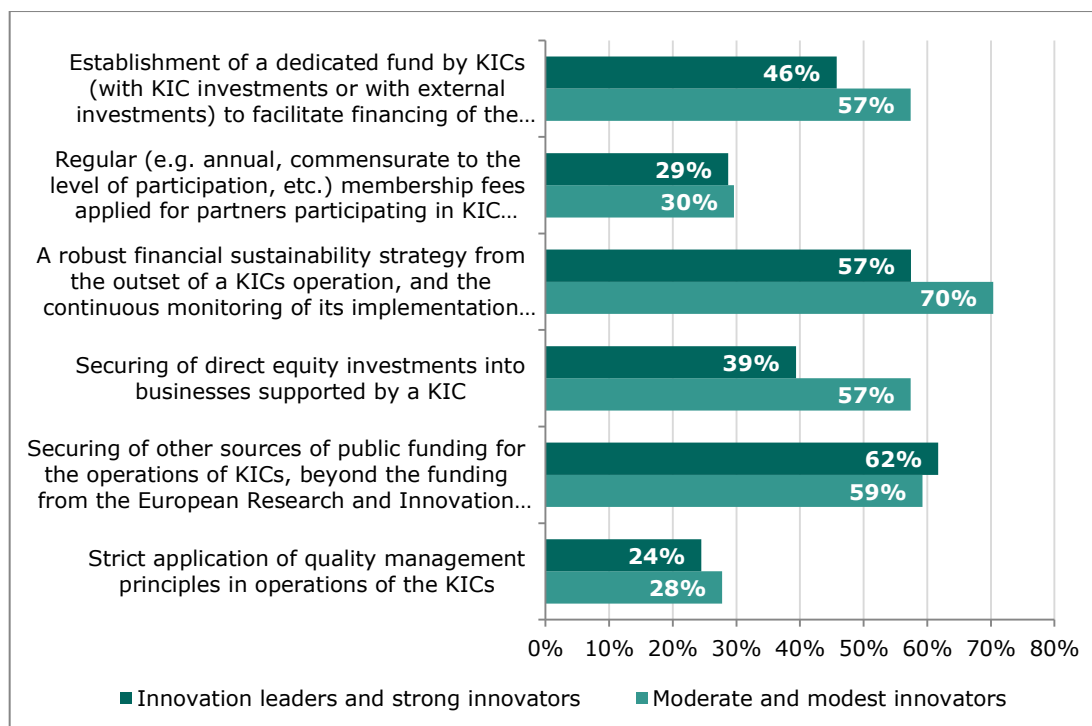 Establishment of a dedicated fund by KICs
(with KIC investments or with external
investments) to facilitate financing of the…
46%
57%
Regular (e.g. annual, commensurate to the
level of participation, etc.) membership fees
applied for partners participating in KIC…
29%
30%
A robust financial sustainability strategy from
the outset of a KICs operation, and the
continuous monitoring of its implementation…
57%
70%
Securing of direct equity investments into
businesses supported by a KIC
39%
57%
Securing of other sources of public funding for
the operations of KICs, beyond the funding
from the European Research and Innovation…
62%
59%
Strict application of quality management
principles in operations of the KICs
24%
28%
0% 10% 20% 30% 40% 50% 60% 70% 80%
Innovation leaders and strong innovators Moderate and modest innovators